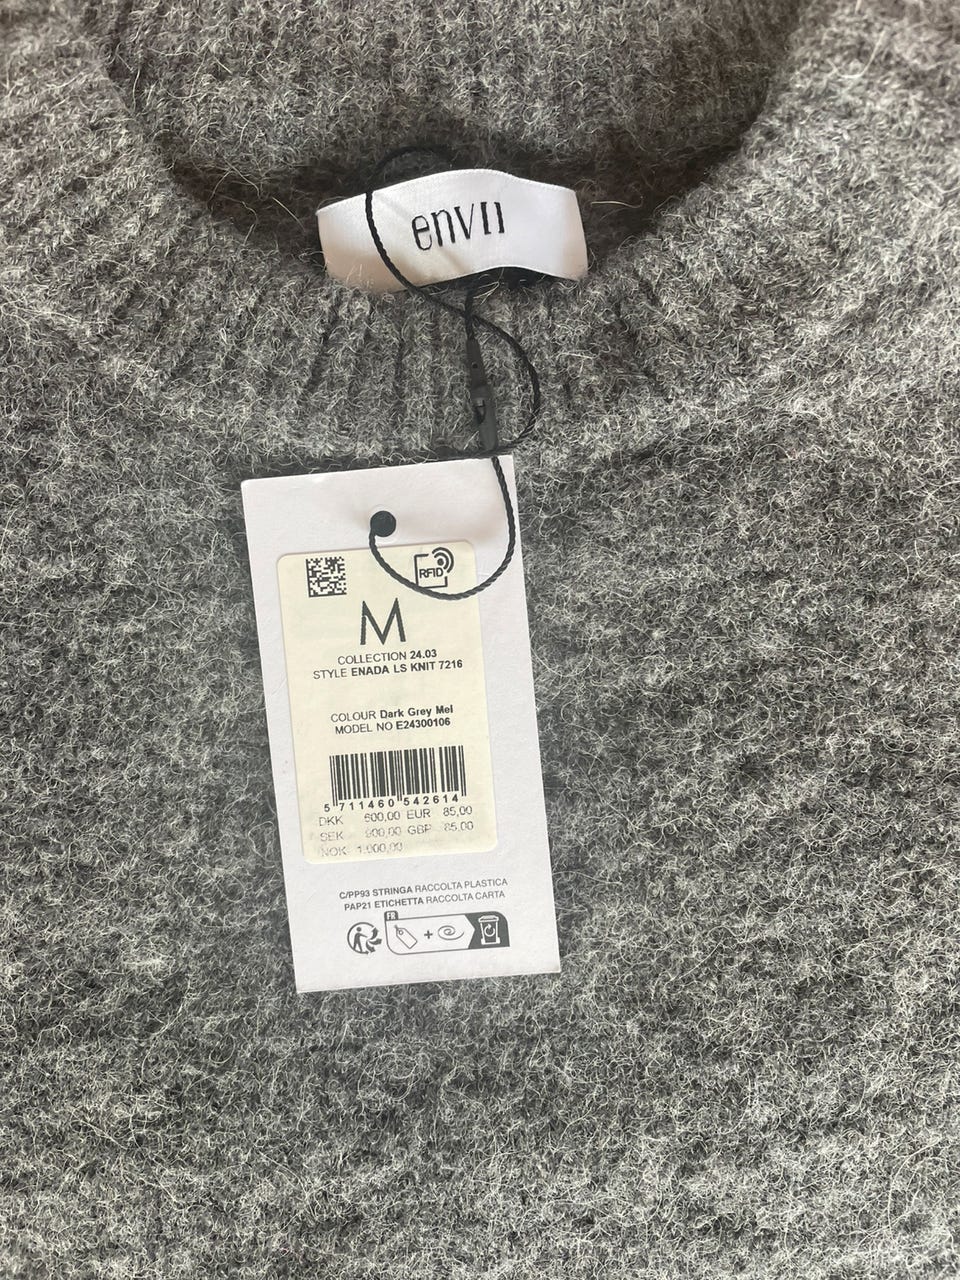 envii
RFID
M
COLLECTION 24.03
STYLE ENADA LS KNIT 7216
COLOUR Dark Grey Mel
MODEL NO E24300106
5 711460 542614
DKK 600,00 EUR 85,00
SEK 900,00 GBP 85,00
NOK 1.000,00
C/PP93 STRINGA RACCOLTA PLASTICA
PAP21 ETICHETTA RACCOLTA CARTA
FR
+